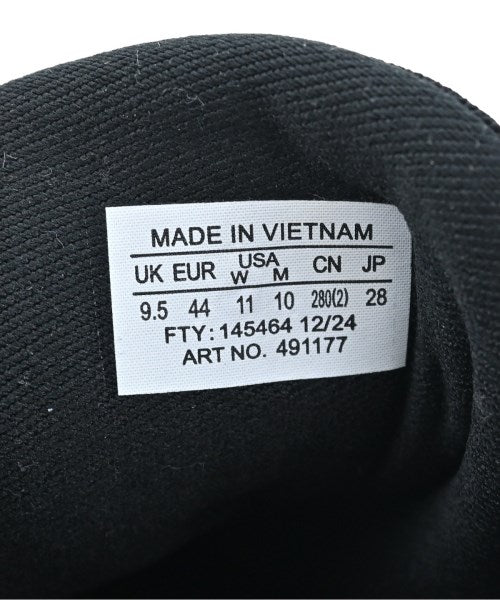 MADE IN VIETNAM
UK EUR USA W M CN JP
9.5 44 11 10 280(2) 28
FTY: 145464 12/24
ART NO. 491177